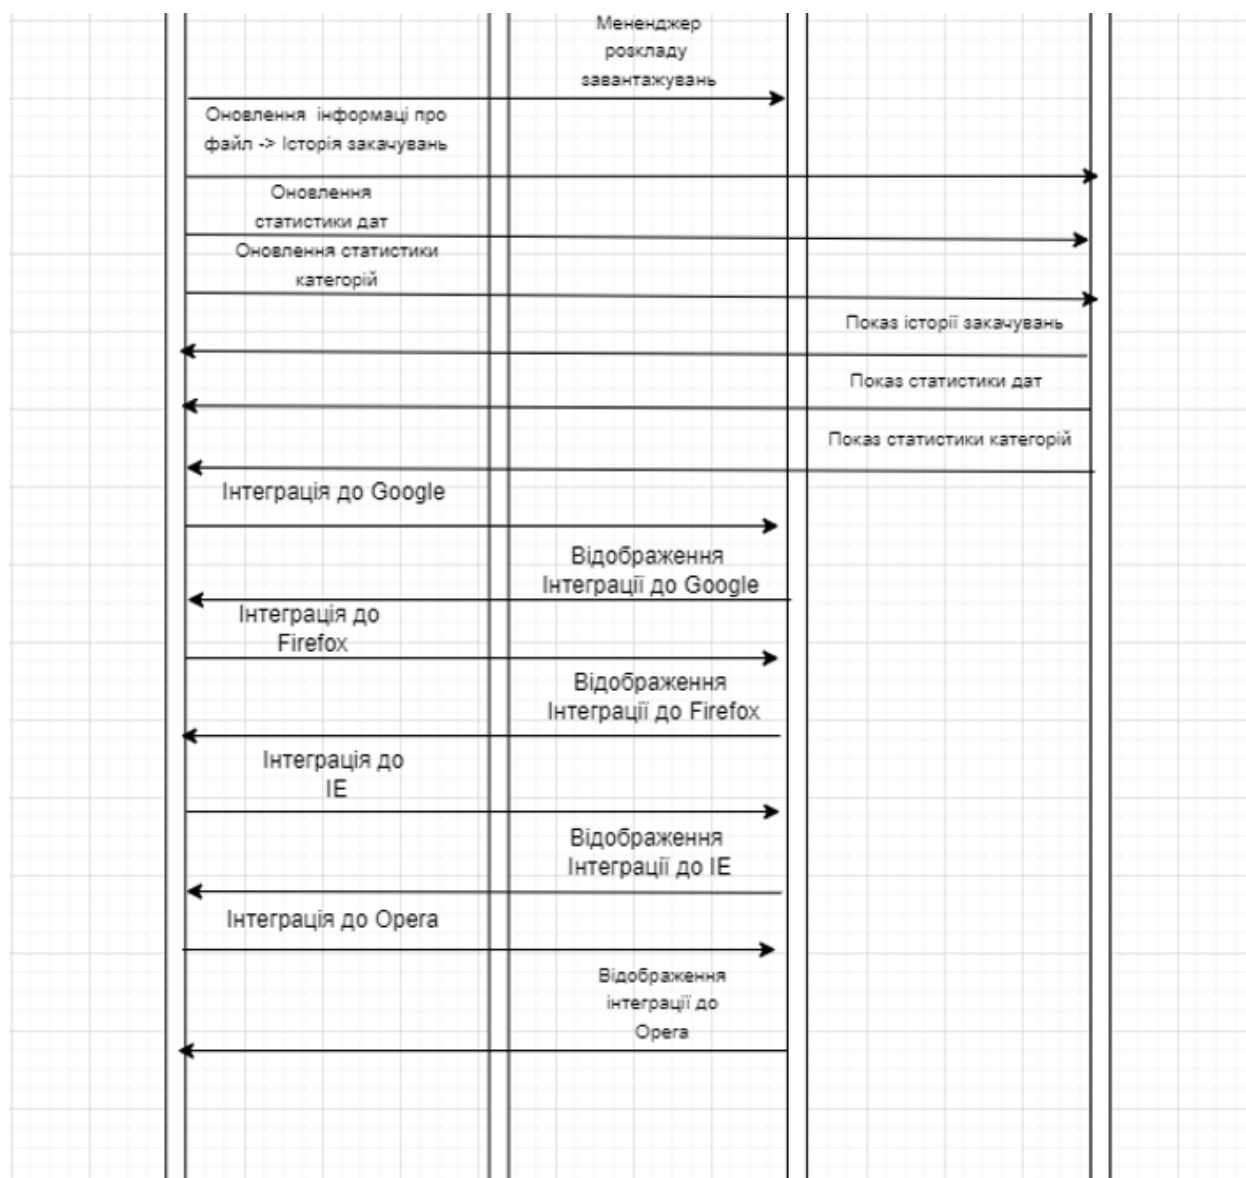 Мененджер
розкладу
завантажувань
Оновлення інформаці про
файл -> Історія закачувань
Оновлення
статистики дат
Оновлення статистики
категорій
Показ історії закачувань
Показ статистики дат
Показ статистики категорій
Інтеграція до Google
Відображення
Інтеграції до Google
Інтеграція до
Firefox
Відображення
Інтеграції до Firefox
Інтеграція до
IE
Відображення
Інтеграції до IE
Інтеграція до Opera
Відображення
інтеграції до
Opera